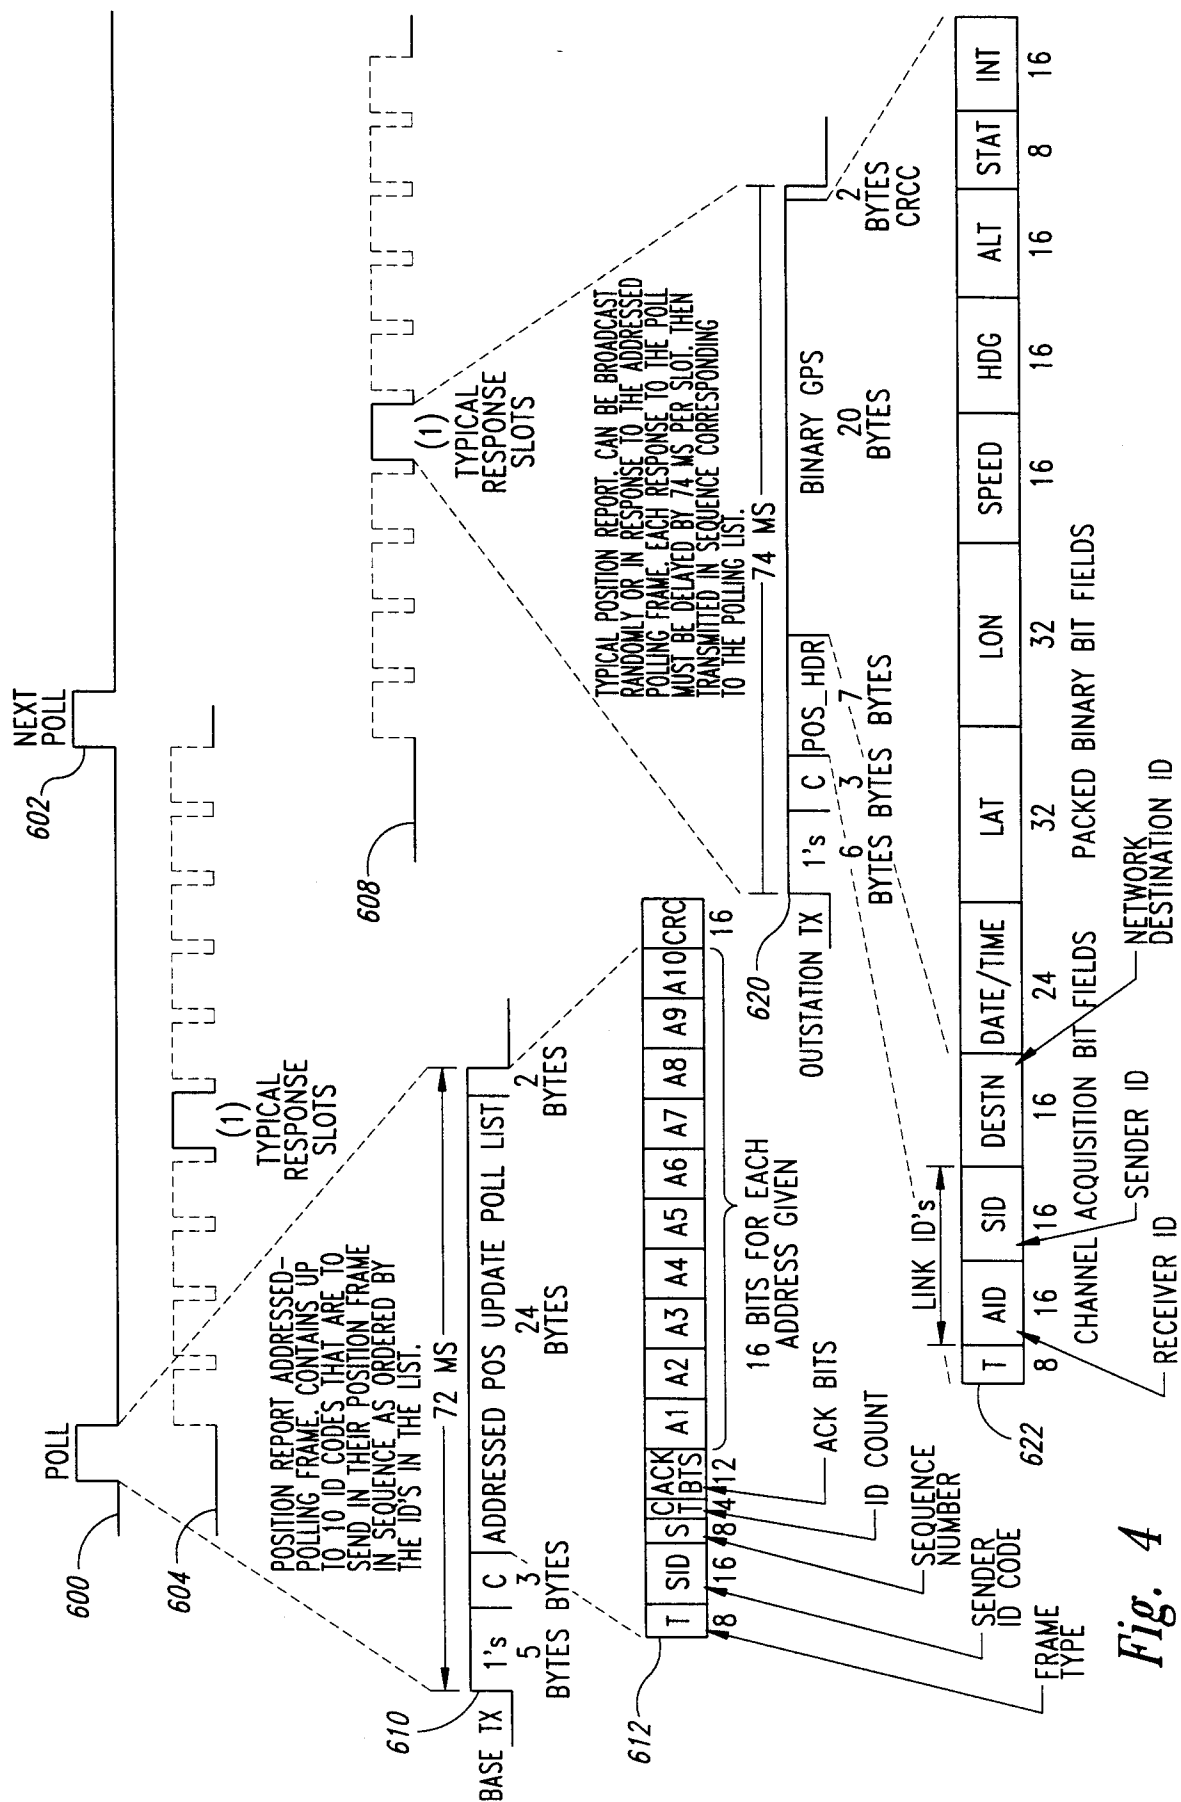 600
POLL
602
NEXT
POLL
604
(1)
TYPICAL
RESPONSE
SLOTS
608
(1)
TYPICAL
RESPONSE
SLOTS
POSITION REPORT ADDRESSED-
POLLING FRAME. CONTAINS UP
TO 10 ID CODES THAT ARE TO
SEND IN THEIR POSITION FRAME
IN SEQUENCE AS ORDERED BY
THE ID'S IN THE LIST.
72 MS
610
BASE TX
1's C ADDRESSED POS UPDATE POLL LIST
5 3 24 2
BYTES BYTES BYTES BYTES
612
T SID S C ACK A1 A2 A3 A4 A5 A6 A7 A8 A9 A10 CRC
T BTS
8 16 8 4 12 16
16 BITS FOR EACH
ADDRESS GIVEN
ACK BITS
ID COUNT
SEQUENCE
NUMBER
SENDER
ID CODE
FRAME
TYPE
TYPICAL POSITION REPORT. CAN BE BROADCAST
RANDOMLY OR IN RESPONSE TO THE ADDRESSED
POLLING FRAME. EACH RESPONSE TO THE POLL
MUST BE DELAYED BY 74 MS PER SLOT. THEN
TRANSMITTED IN SEQUENCE CORRESPONDING
TO THE POLLING LIST.
74 MS
620
OUTSTATION TX
1's C POS_HDR BINARY GPS
6 3 7 20 2
BYTES BYTES BYTES BYTES BYTES
CRCC
LINK ID's
622
T AID SID DESTN DATE/TIME LAT LON SPEED HDG ALT STAT INT
8 16 16 16 24 32 32 16 16 16 8 16
CHANNEL ACQUISITION BIT FIELDS PACKED BINARY BIT FIELDS
NETWORK
DESTINATION ID
SENDER ID
RECEIVER ID
Fig. 4